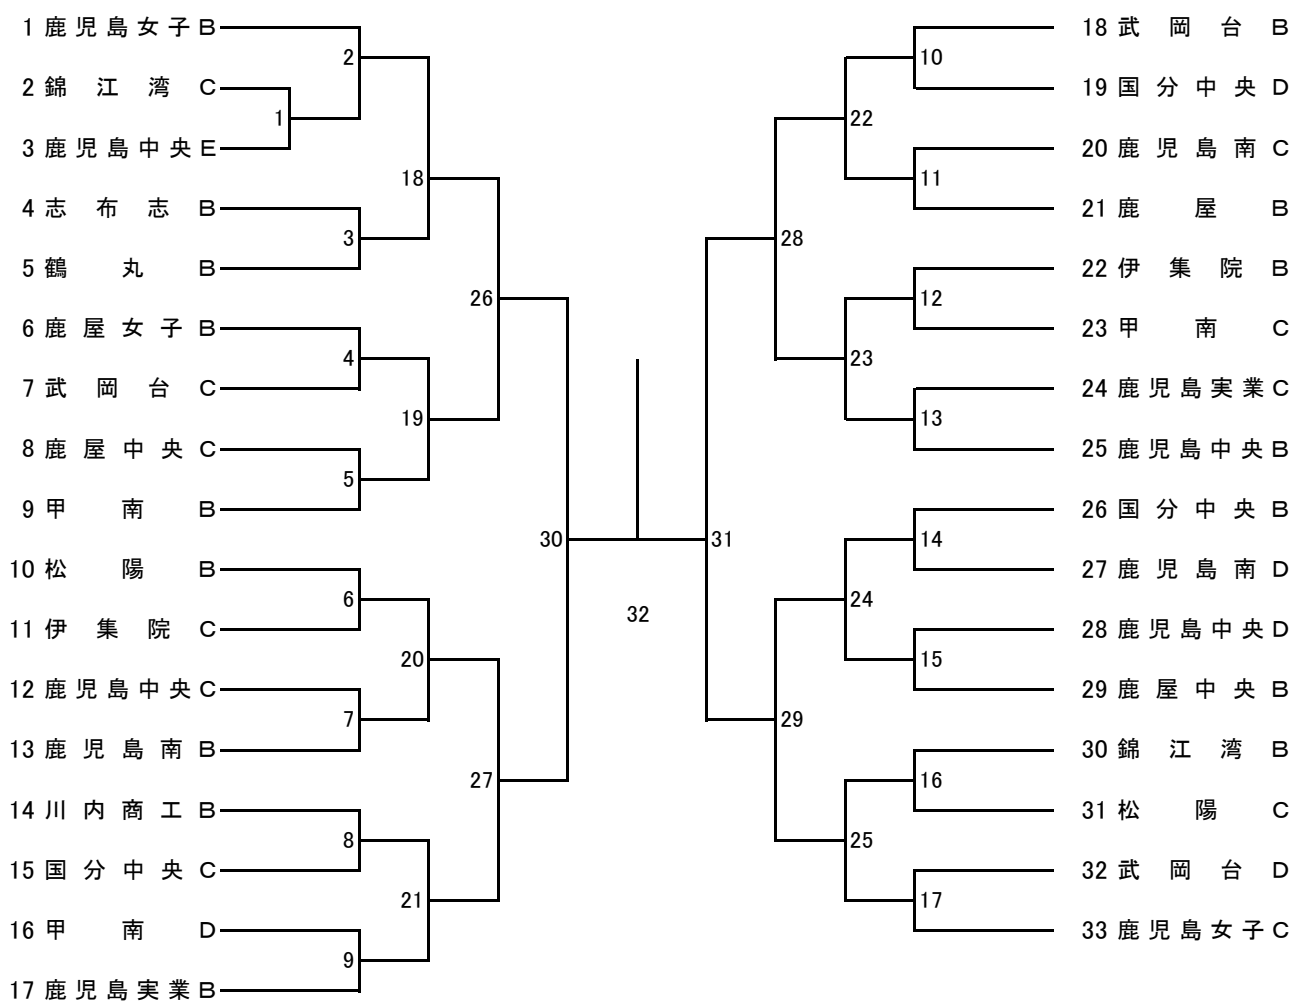 1 鹿児島女子 B
2 錦江湾 C
3 鹿児島中央 E
4 志布志 B
5 鶴丸 B
6 鹿屋女子 B
7 武岡台 C
8 鹿屋中央 C
9 甲南 B
10 松陽 B
11 伊集院 C
12 鹿児島中央 C
13 鹿児島南 B
14 川内商工 B
15 国分中央 C
16 甲南 D
17 鹿児島実業 B
1
2
3
4
5
6
7
8
9
18
19
20
21
26
27
30
32
31
28
29
22
23
24
25
10
11
12
13
14
15
16
17
18 武岡台 B
19 国分中央 D
20 鹿児島南 C
21 鹿屋 B
22 伊集院 B
23 甲南 C
24 鹿児島実業 C
25 鹿児島中央 B
26 国分中央 B
27 鹿児島南 D
28 鹿児島中央 D
29 鹿屋中央 B
30 錦江湾 B
31 松陽 C
32 武岡台 D
33 鹿児島女子 C